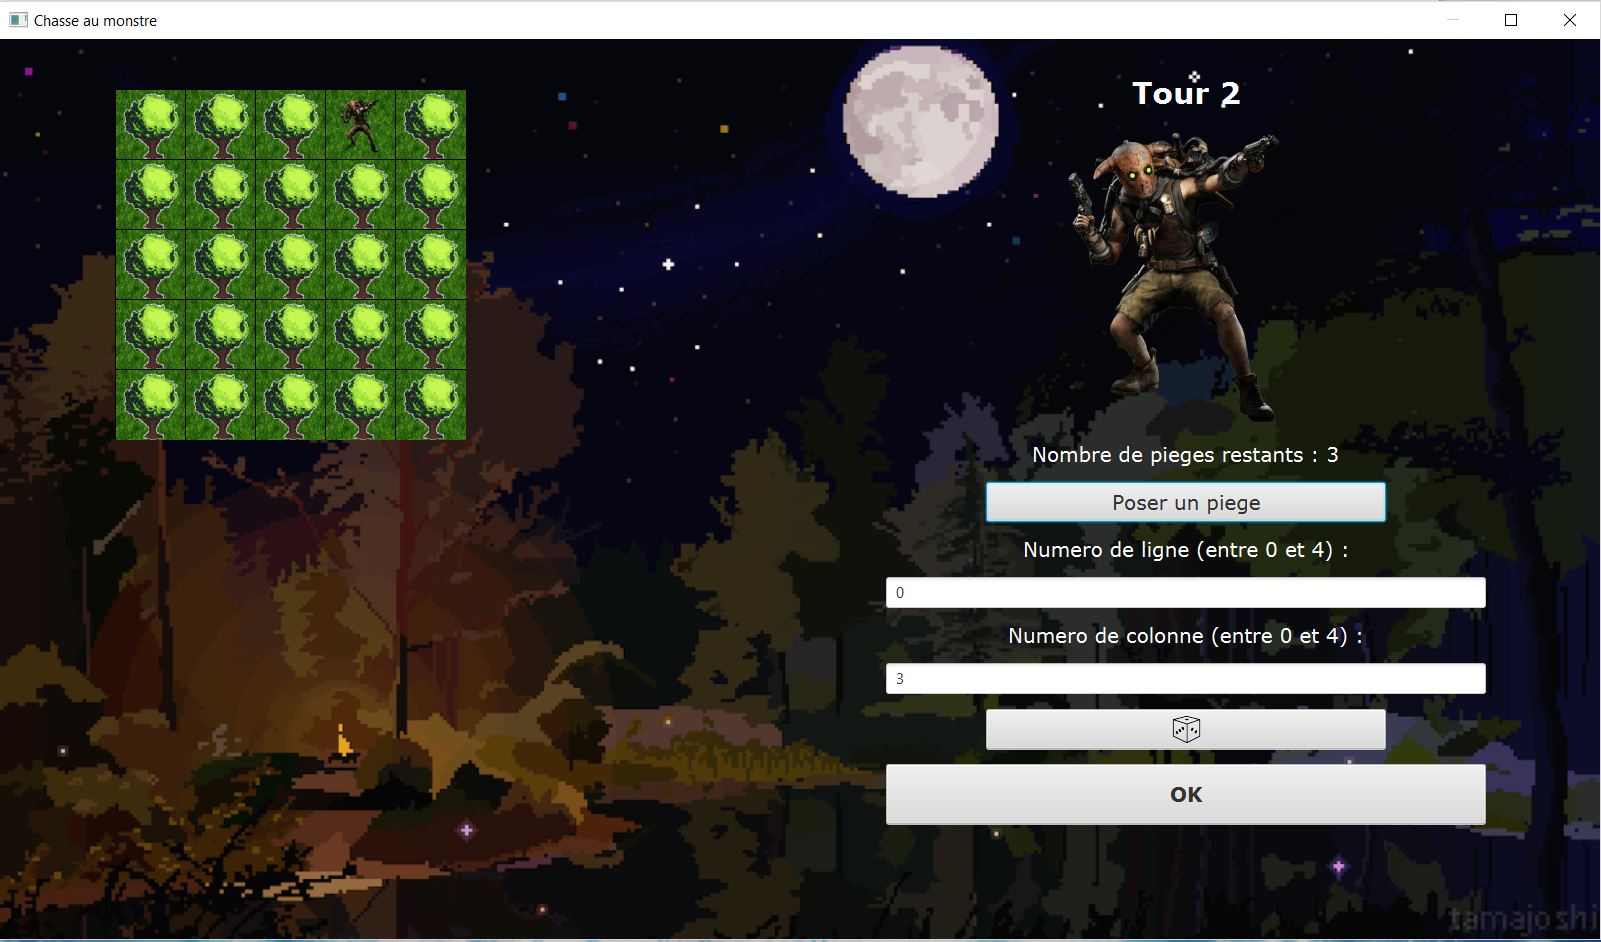 Chasse au monstre
Tour 2
Nombre de pieges restants : 3
Poser un piege
Numero de ligne (entre 0 et 4) :
0
Numero de colonne (entre 0 et 4) :
3
OK
tamajoshi